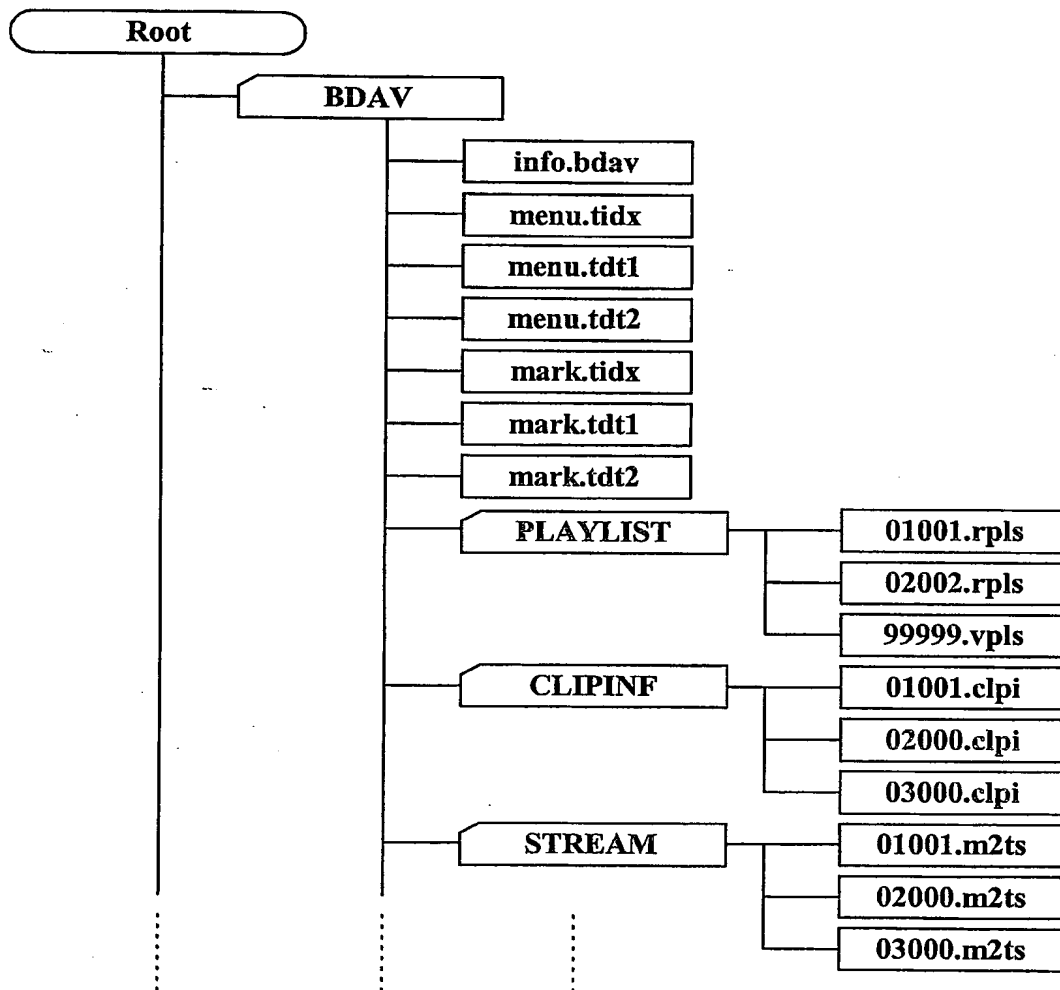 Root
BDAV
info.bdav
menu.tidx
menu.tdt1
menu.tdt2
mark.tidx
mark.tdt1
mark.tdt2
PLAYLIST
01001.rpls
02002.rpls
99999.vpls
CLIPINF
01001.clpi
02000.clpi
03000.clpi
STREAM
01001.m2ts
02000.m2ts
03000.m2ts